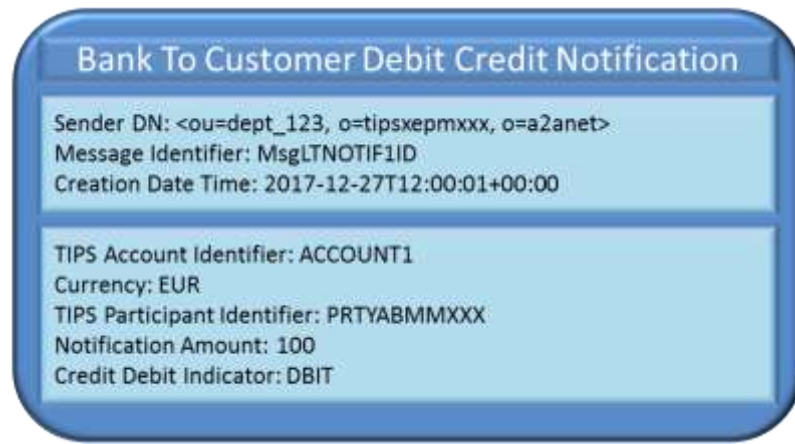 Bank To Customer Debit Credit Notification
Sender DN: <ou=dept_123, o=tipsxepmxxx, o=a2anet>
Message Identifier: MsgLTNOTIF1ID
Creation Date Time: 2017-12-27T12:00:01+00:00
TIPS Account Identifier: ACCOUNT1
Currency: EUR
TIPS Participant Identifier: PRTYABMMXXX
Notification Amount: 100
Credit Debit Indicator: DBIT